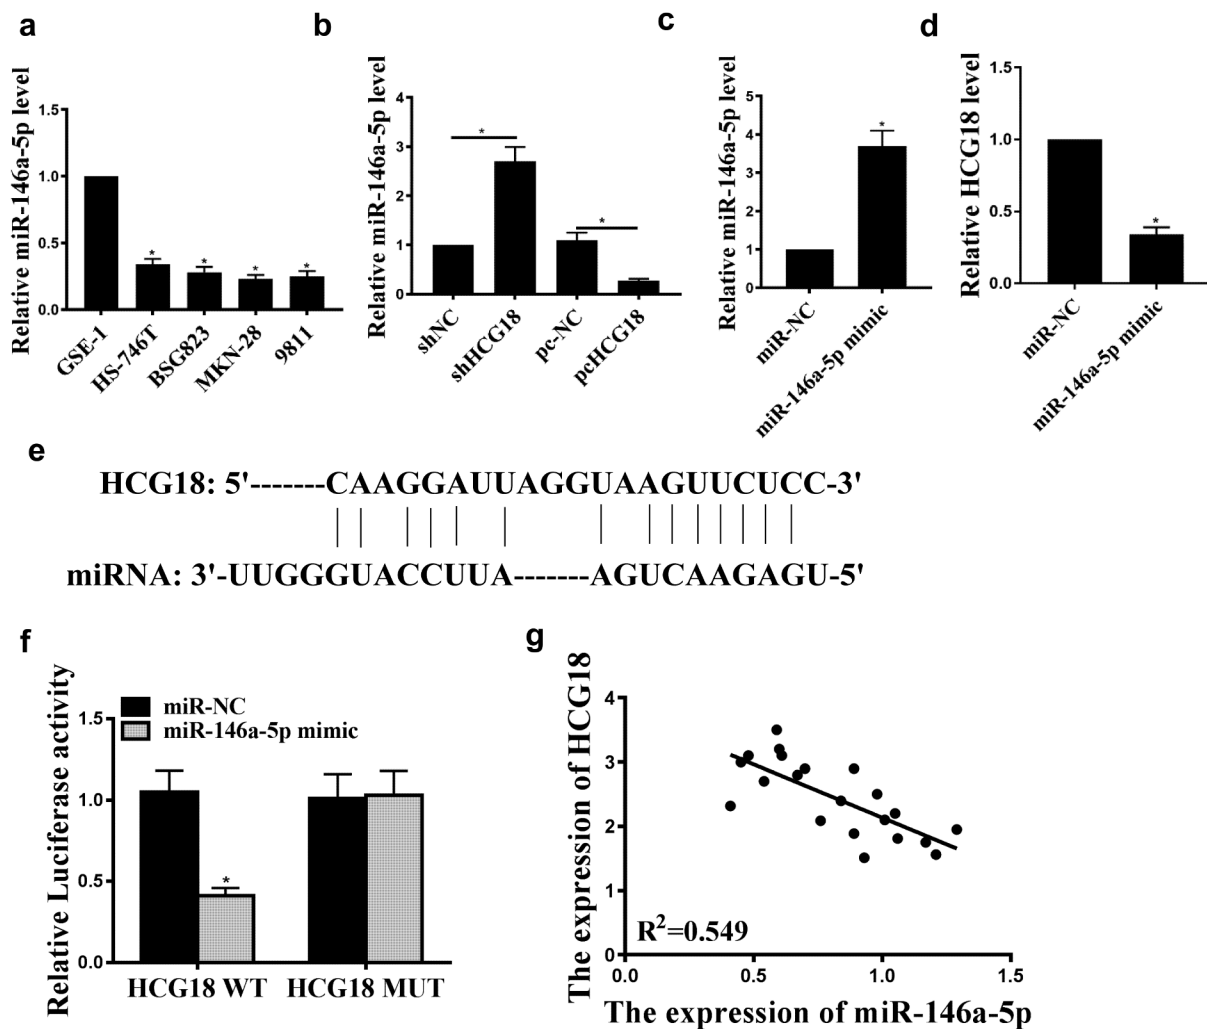 a
Relative miR-146a-5p level
1.5
1.0
0.5
0.0
*
*
*
*
GSE-1
HS-746T
BSG823
MKN-28
9811
b
Relative miR-146a-5p level
4
3
2
1
0
*
*
shNC
shHCG18
pc-NC
pcHCG18
c
Relative miR-146a-5p level
5
4
3
2
1
0
*
miR-NC
miR-146a-5p mimic
d
Relative HCG18 level
1.5
1.0
0.5
0.0
*
miR-NC
miR-146a-5p mimic
e
HCG18: 5'-------CAAGGAUUAGGUAAGUUCUCC-3'
miRNA: 3'-UUGGGUACCUUA-------AGUCAAGAGU-5'
f
Relative Luciferase activity
miR-NC
miR-146a-5p mimic
1.5
1.0
0.5
0.0
*
HCG18 WT
HCG18 MUT
g
The expression of HCG18
4
3
2
1
0
R²=0.549
0.0
0.5
1.0
1.5
The expression of miR-146a-5p